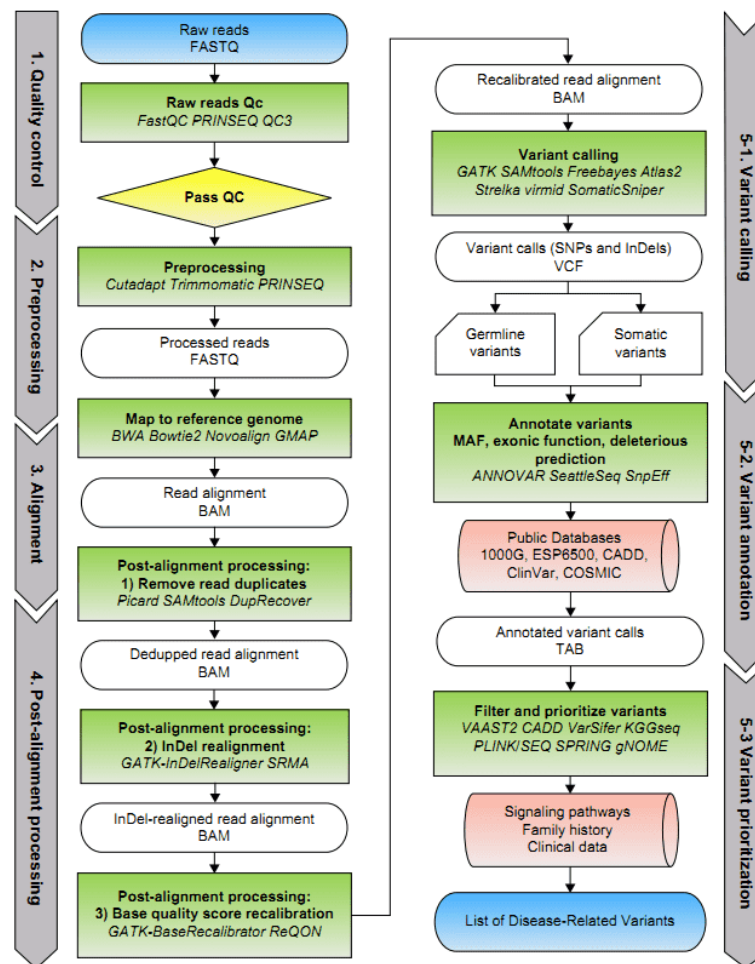 1. Quality control
2. Preprocessing
3. Alignment
4. Post-alignment processing
Raw reads
FASTQ
Raw reads Qc
FastQC PRINSEQ QC3
Pass QC
Preprocessing
Cutadapt Trimmomatic PRINSEQ
Processed reads
FASTQ
Map to reference genome
BWA Bowtie2 Novoalign GMAP
Read alignment
BAM
Post-alignment processing:
1) Remove read duplicates
Picard SAMtools DupRecover
Dedupped read alignment
BAM
Post-alignment processing:
2) InDel realignment
GATK-InDelRealigner SRMA
InDel-realigned read alignment
BAM
Post-alignment processing:
3) Base quality score recalibration
GATK-BaseRecalibrator ReQON
Recalibrated read alignment
BAM
Variant calling
GATK SAMtools Freebayes Atlas2
Strelka virmid SomaticSniper
Variant calls (SNPs and InDels)
VCF
Germline
variants
Somatic
variants
Annotate variants
MAF, exonic function, deleterious
prediction
ANNOVAR SeattleSeq SnpEff
Public Databases
1000G, ESP6500, CADD,
ClinVar, COSMIC
Annotated variant calls
TAB
Filter and prioritize variants
VAAST2 CADD VarSifer KGGseq
PLINK/SEQ SPRING gNOME
Signaling pathways
Family history
Clinical data
List of Disease-Related Variants
5-1. Variant calling
5-2. Variant annotation
5-3 Variant prioritization